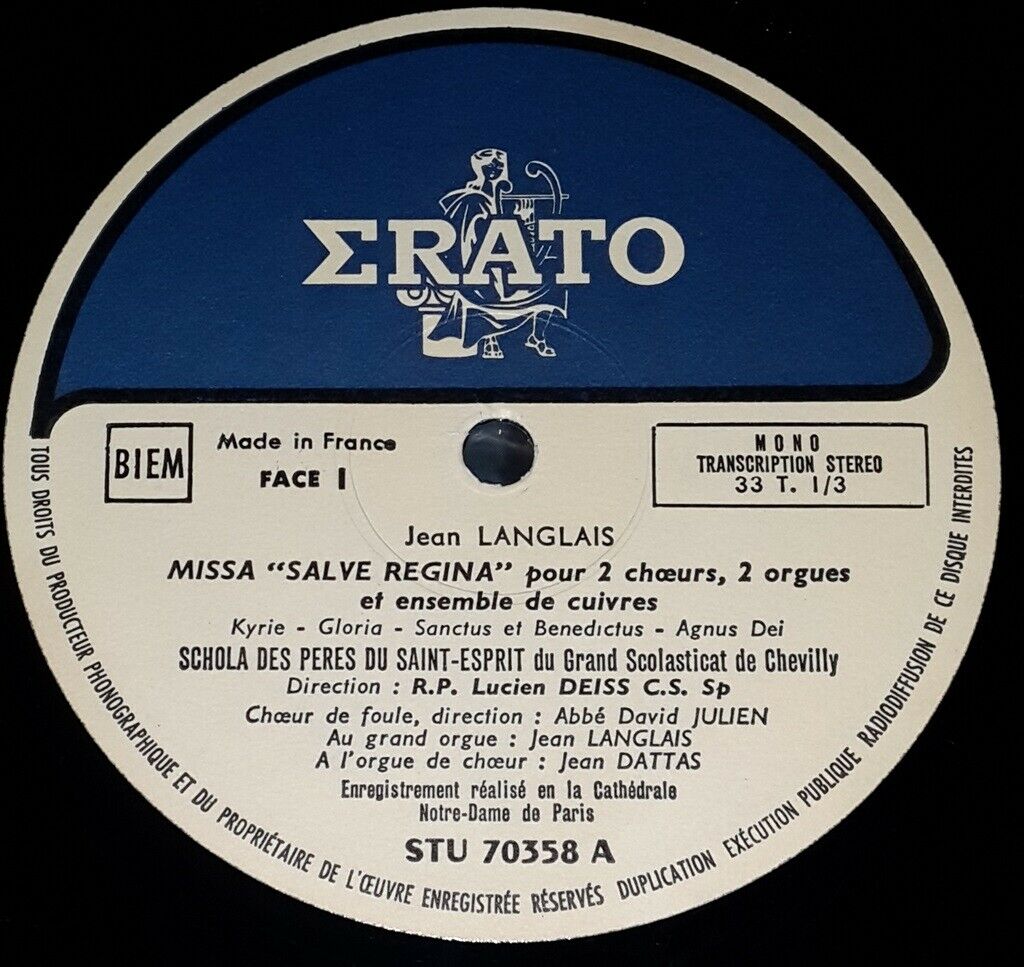 ΣRATO
BIEM
Made in France
FACE I
MONO
TRANSCRIPTION STEREO
33 T. 1/3
Jean LANGLAIS
MISSA “SALVE REGINA” pour 2 chœurs, 2 orgues
et ensemble de cuivres
Kyrie - Gloria - Sanctus et Benedictus - Agnus Dei
SCHOLA DES PERES DU SAINT-ESPRIT du Grand Scolasticat de Chevilly
Direction : R.P. Lucien DEISS C.S. Sp
Chœur de foule, direction : Abbé David JULIEN
Au grand orgue : Jean LANGLAIS
A l'orgue de chœur : Jean DATTAS
Enregistrement réalisé en la Cathédrale
Notre-Dame de Paris
STU 70358 A
TOUS DROITS DU PRODUCTEUR PHONOGRAPHIQUE ET DU PROPRIÉTAIRE DE L'ŒUVRE ENREGISTRÉE RÉSERVÉS DUPLICATION EXÉCUTION PUBLIQUE RADIODIFFUSION DE CE DISQUE INTERDITES